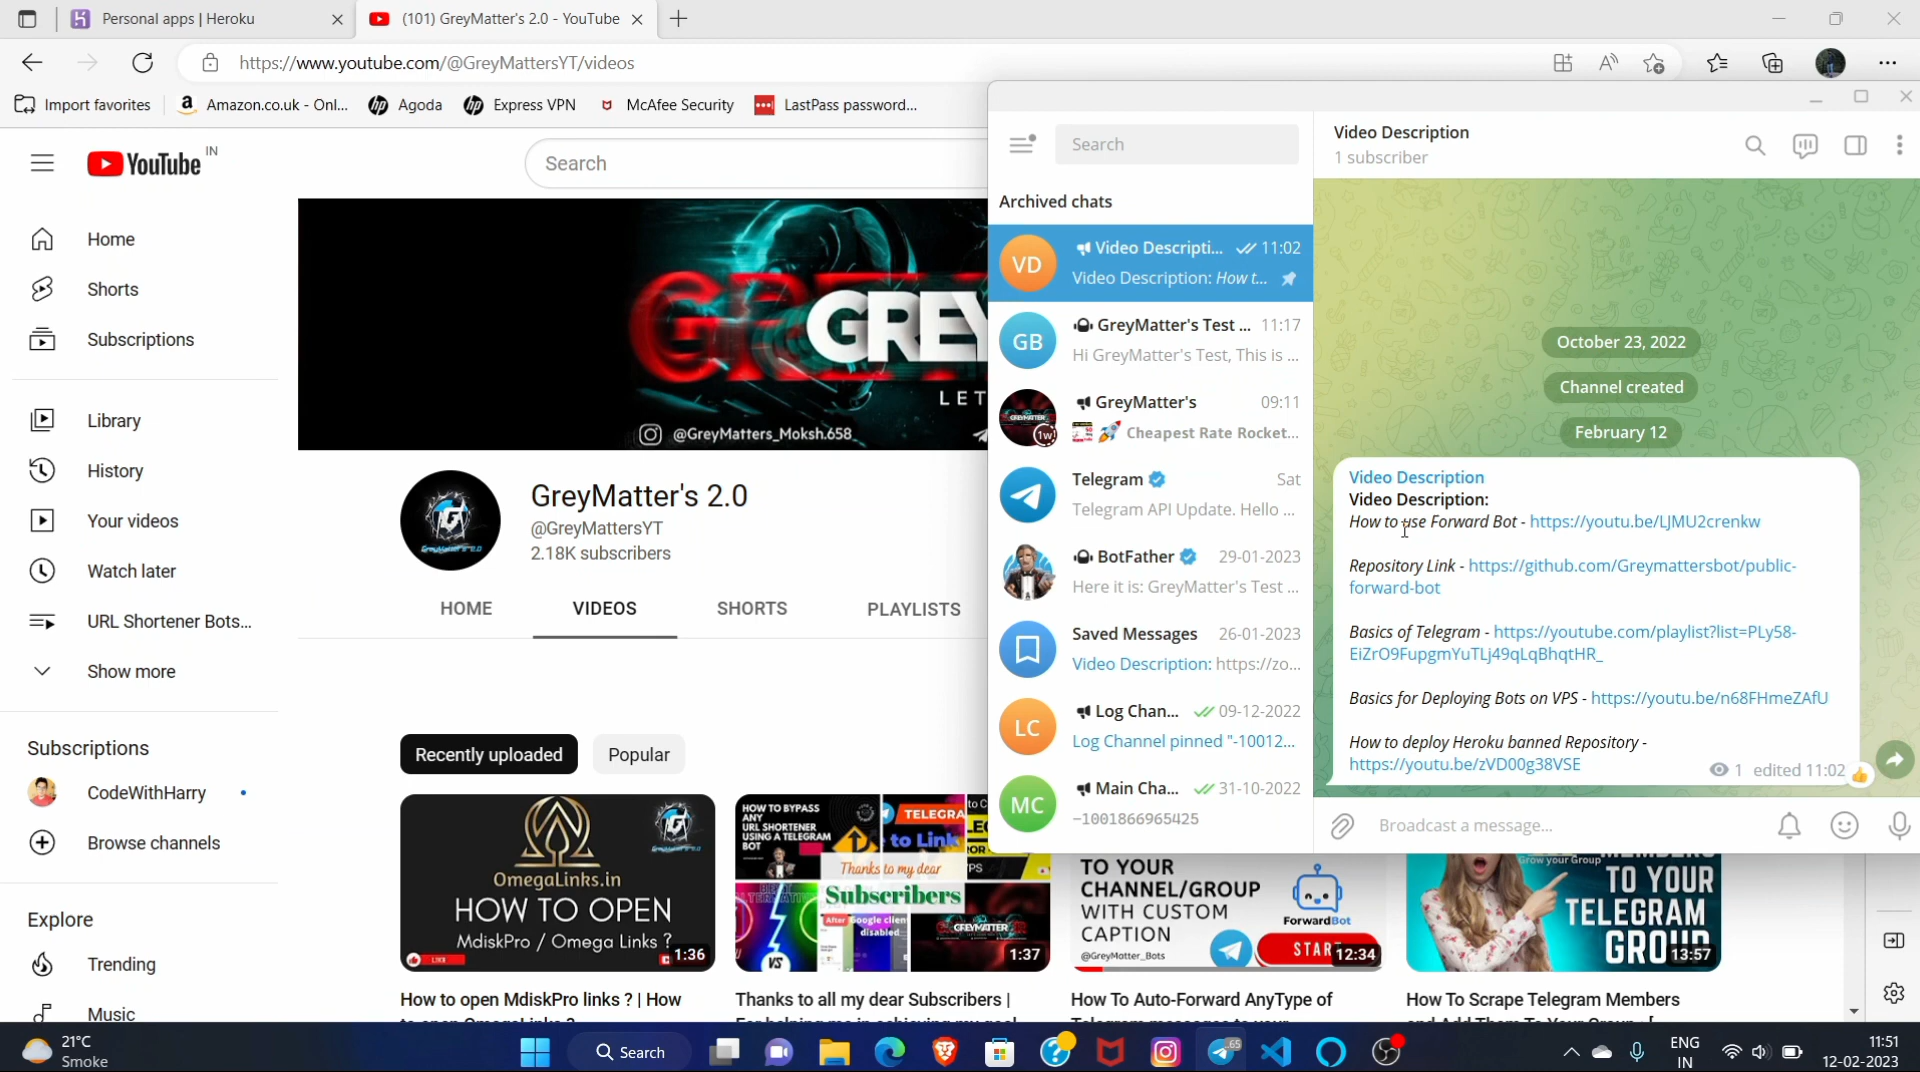 Personal apps | Heroku
(101) GreyMatter's 2.0 - YouTube
https://www.youtube.com/@GreyMattersYT/videos
Import favorites
Amazon.co.uk - Onl...
Agoda
Express VPN
McAfee Security
LastPass password...
YouTube
IN
Search
Home
Shorts
Subscriptions
Library
History
Your videos
Watch later
URL Shortener Bots...
Show more
Subscriptions
CodeWithHarry
Browse channels
Explore
Trending
Music
GREY
LET
@GreyMatters_Moksh.658
GreyMatter's 2.0
@GreyMattersYT
2.18K subscribers
HOME
VIDEOS
SHORTS
PLAYLISTS
Recently uploaded
Popular
OmegaLinks.in
HOW TO OPEN
MdiskPro / Omega Links ?
1:36
How to open MdiskPro links ? | How
HOW TO BYPASS
ANY
URL SHORTENER
USING A TELEGRAM
BOT
TELEGRA
to Link
Thanks to my dear
Subscribers
After Google client
disabled
VS
GREYMATTER
1:37
Thanks to all my dear Subscribers |
TO YOUR
CHANNEL/GROUP
WITH CUSTOM
CAPTION
@GreyMatter_Bots
ForwardBot
START
12:34
How To Auto-Forward AnyType of
Grow your Group
MEMBERS
TO YOUR
TELEGRAM
GROUP
13:57
How To Scrape Telegram Members
Search
Archived chats
VD
Video Descripti...
11:02
Video Description: How t...
GB
GreyMatter's Test ...
11:17
Hi GreyMatter's Test, This is ...
GreyMatter's
09:11
1w
Cheapest Rate Rocket...
Telegram
Sat
Telegram API Update. Hello ...
BotFather
29-01-2023
Here it is: GreyMatter's Test ...
Saved Messages
26-01-2023
Video Description: https://zo...
LC
Log Chan...
09-12-2022
Log Channel pinned "-10012...
MC
Main Cha...
31-10-2022
-1001866965425
Video Description
1 subscriber
October 23, 2022
Channel created
February 12
Video Description
Video Description:
How to use Forward Bot - https://youtu.be/LJMU2crenkw
Repository Link - https://github.com/Greymattersbot/public-
forward-bot
Basics of Telegram - https://youtube.com/playlist?list=PLy58-
EiZrO9FupgmYuTLj49qLqBhqtHR_
Basics for Deploying Bots on VPS - https://youtu.be/n68FHmeZAfU
How to deploy Heroku banned Repository -
https://youtu.be/zVD00g38VSE
1 edited 11:02
Broadcast a message...
21°C
Smoke
Search
.65
ENG
IN
11:51
12-02-2023